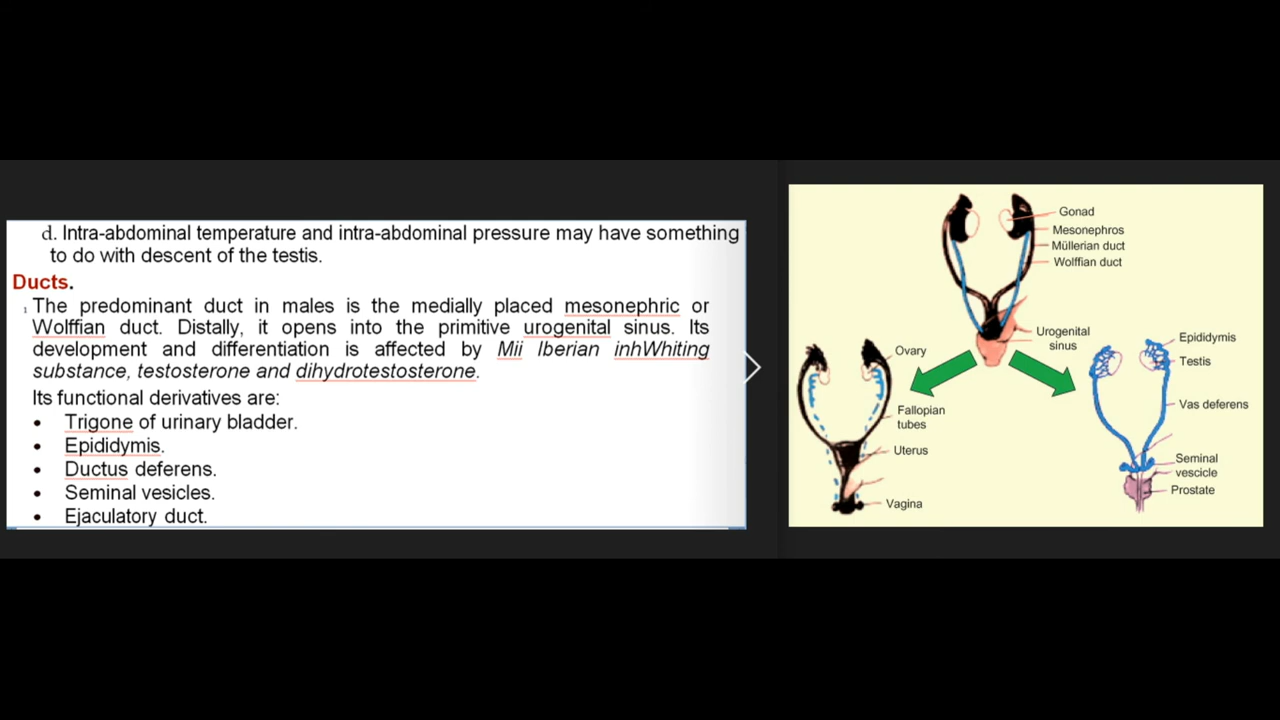 d. Intra-abdominal temperature and intra-abdominal pressure may have something
to do with descent of the testis.
Ducts.
1 The predominant duct in males is the medially placed mesonephric or
Wolffian duct. Distally, it opens into the primitive urogenital sinus. Its
development and differentiation is affected by Mii Iberian inhWhiting
substance, testosterone and dihydrotestosterone.
Its functional derivatives are:
• Trigone of urinary bladder.
• Epididymis.
• Ductus deferens.
• Seminal vesicles.
• Ejaculatory duct.
Gonad
Mesonephros
Müllerian duct
Wolffian duct
Urogenital
sinus
Ovary
Fallopian
tubes
Uterus
Vagina
Epididymis
Testis
Vas deferens
Seminal
vescicle
Prostate